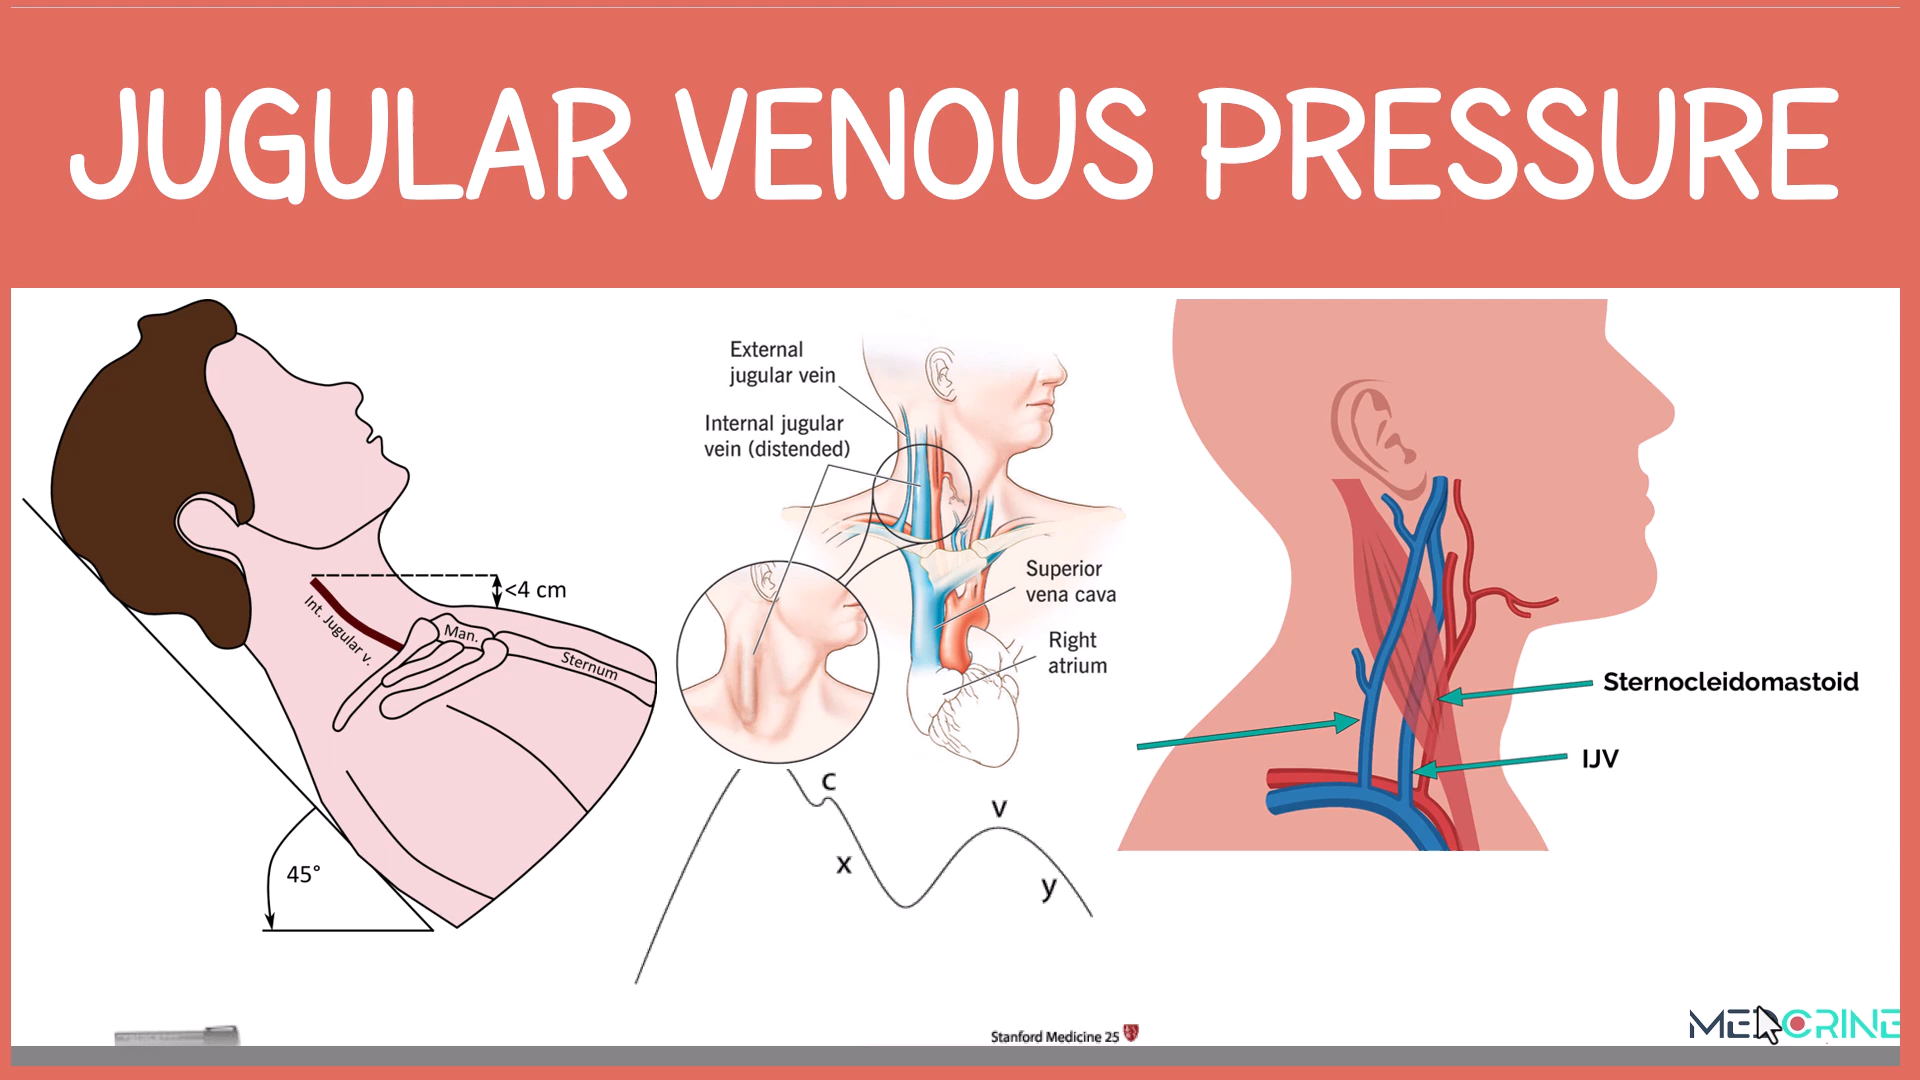 JUGULAR VENOUS PRESSURE
<4 cm
Int. Jugular v.
Man.
Sternum
45°
External
jugular vein
Internal jugular
vein (distended)
Superior
vena cava
Right
atrium
c
x
v
y
Stanford Medicine 25
Sternocleidomastoid
IJV